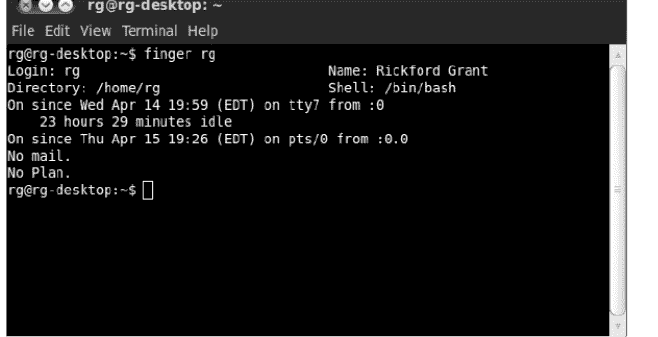 rg@rg-desktop: ~
File Edit View Terminal Help
rg@rg-desktop:~$ finger rg
Login: rg Name: Rickford Grant
Directory: /home/rg Shell: /bin/bash
On since Wed Apr 14 19:59 (EDT) on tty7 from :0
23 hours 29 minutes idle
On since Thu Apr 15 19:26 (EDT) on pts/0 from :0.0
No mail.
No Plan.
rg@rg-desktop:~$